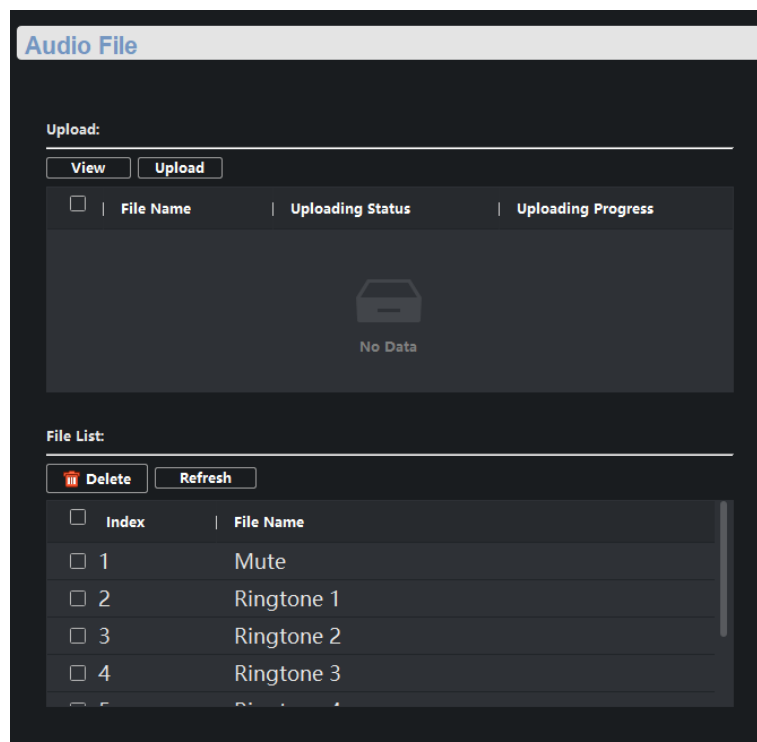 Audio File
Upload:
View Upload
| File Name | Uploading Status | Uploading Progress
No Data
File List:
Delete Refresh
Index | File Name
1 Mute
2 Ringtone 1
3 Ringtone 2
4 Ringtone 3